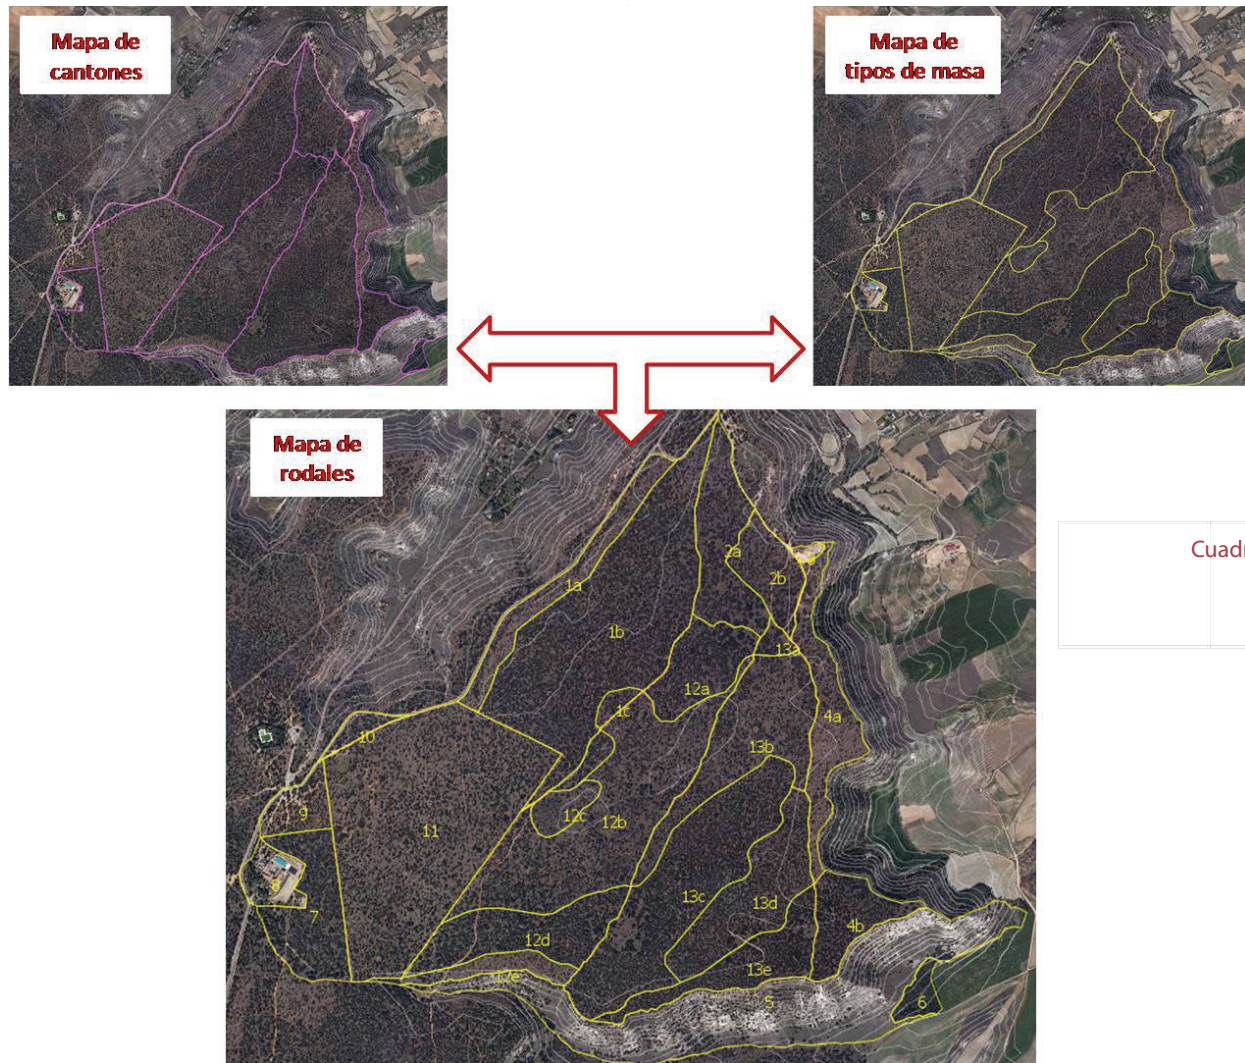 Mapa de
cantones
Mapa de
tipos de masa
Mapa de
rodales
Cuadr
2a
2b
1a
1b
13a
12a
1c
4a
10
13b
9
12c
12b
11
13c
13d
7
4b
12d
13e
12e
5
6